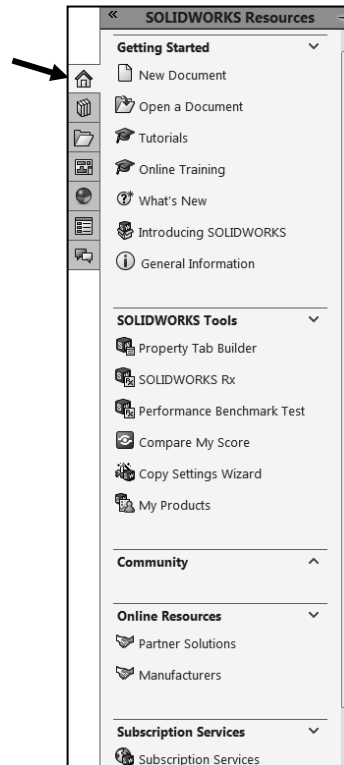 SOLIDWORKS Resources
Getting Started
New Document
Open a Document
Tutorials
Online Training
What's New
Introducing SOLIDWORKS
General Information
SOLIDWORKS Tools
Property Tab Builder
SOLIDWORKS Rx
Performance Benchmark Test
Compare My Score
Copy Settings Wizard
My Products
Community
Online Resources
Partner Solutions
Manufacturers
Subscription Services
Subscription Services